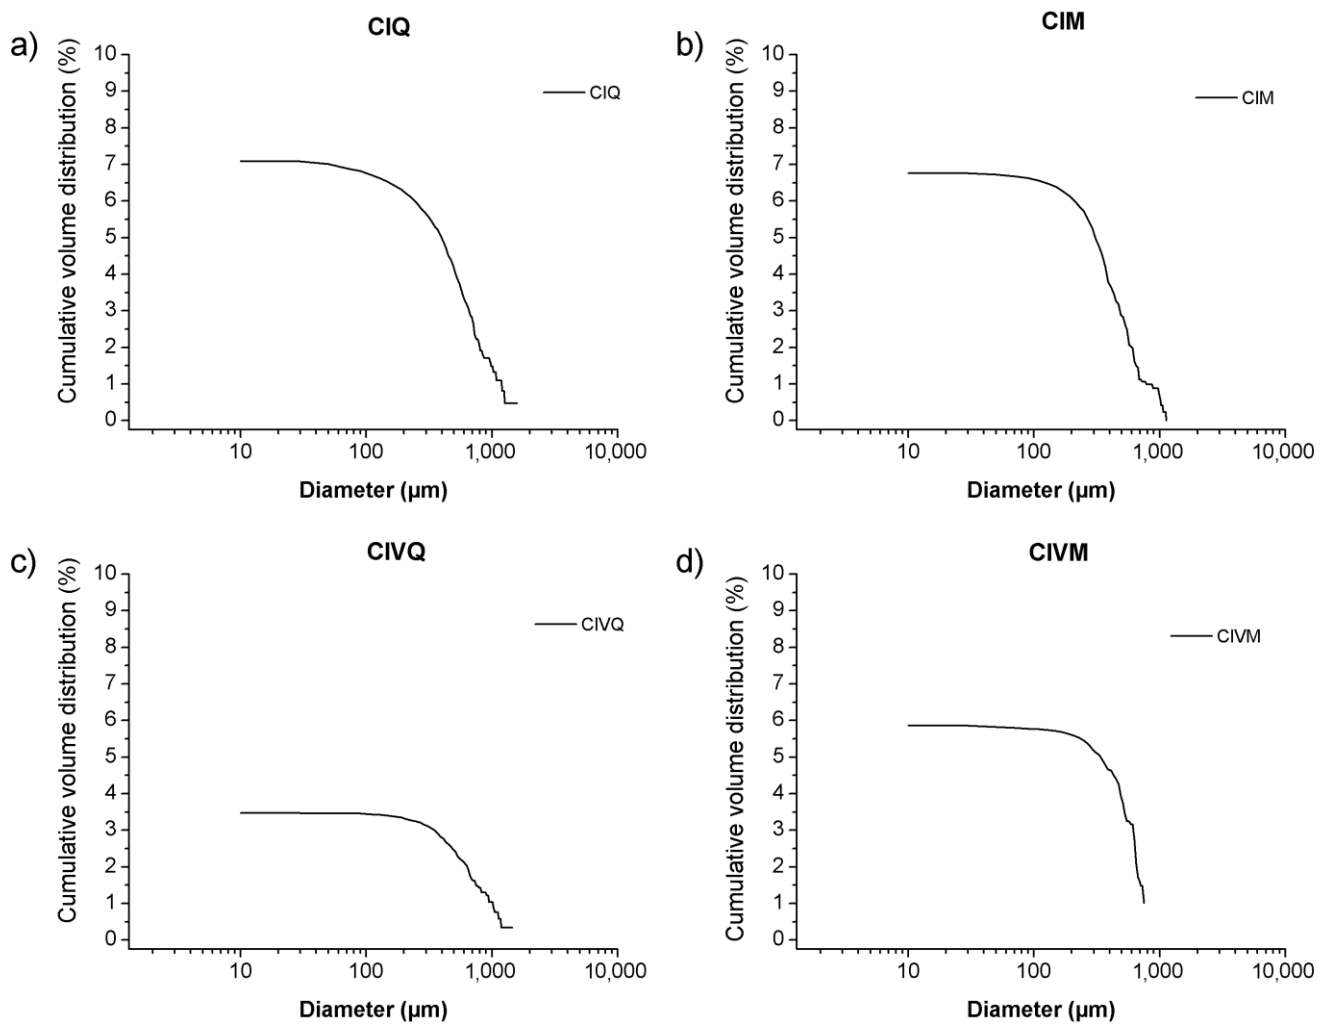 a)
CIQ
Cumulative volume distribution (%)
10
9
8
7
6
5
4
3
2
1
0
CIQ
10 100 1,000 10,000
Diameter (µm)
b)
CIM
Cumulative volume distribution (%)
10
9
8
7
6
5
4
3
2
1
0
CIM
10 100 1,000 10,000
Diameter (µm)
c)
CIVQ
Cumulative volume distribution (%)
10
9
8
7
6
5
4
3
2
1
0
CIVQ
10 100 1,000 10,000
Diameter (µm)
d)
CIVM
Cumulative volume distribution (%)
10
9
8
7
6
5
4
3
2
1
0
CIVM
10 100 1,000 10,000
Diameter (µm)